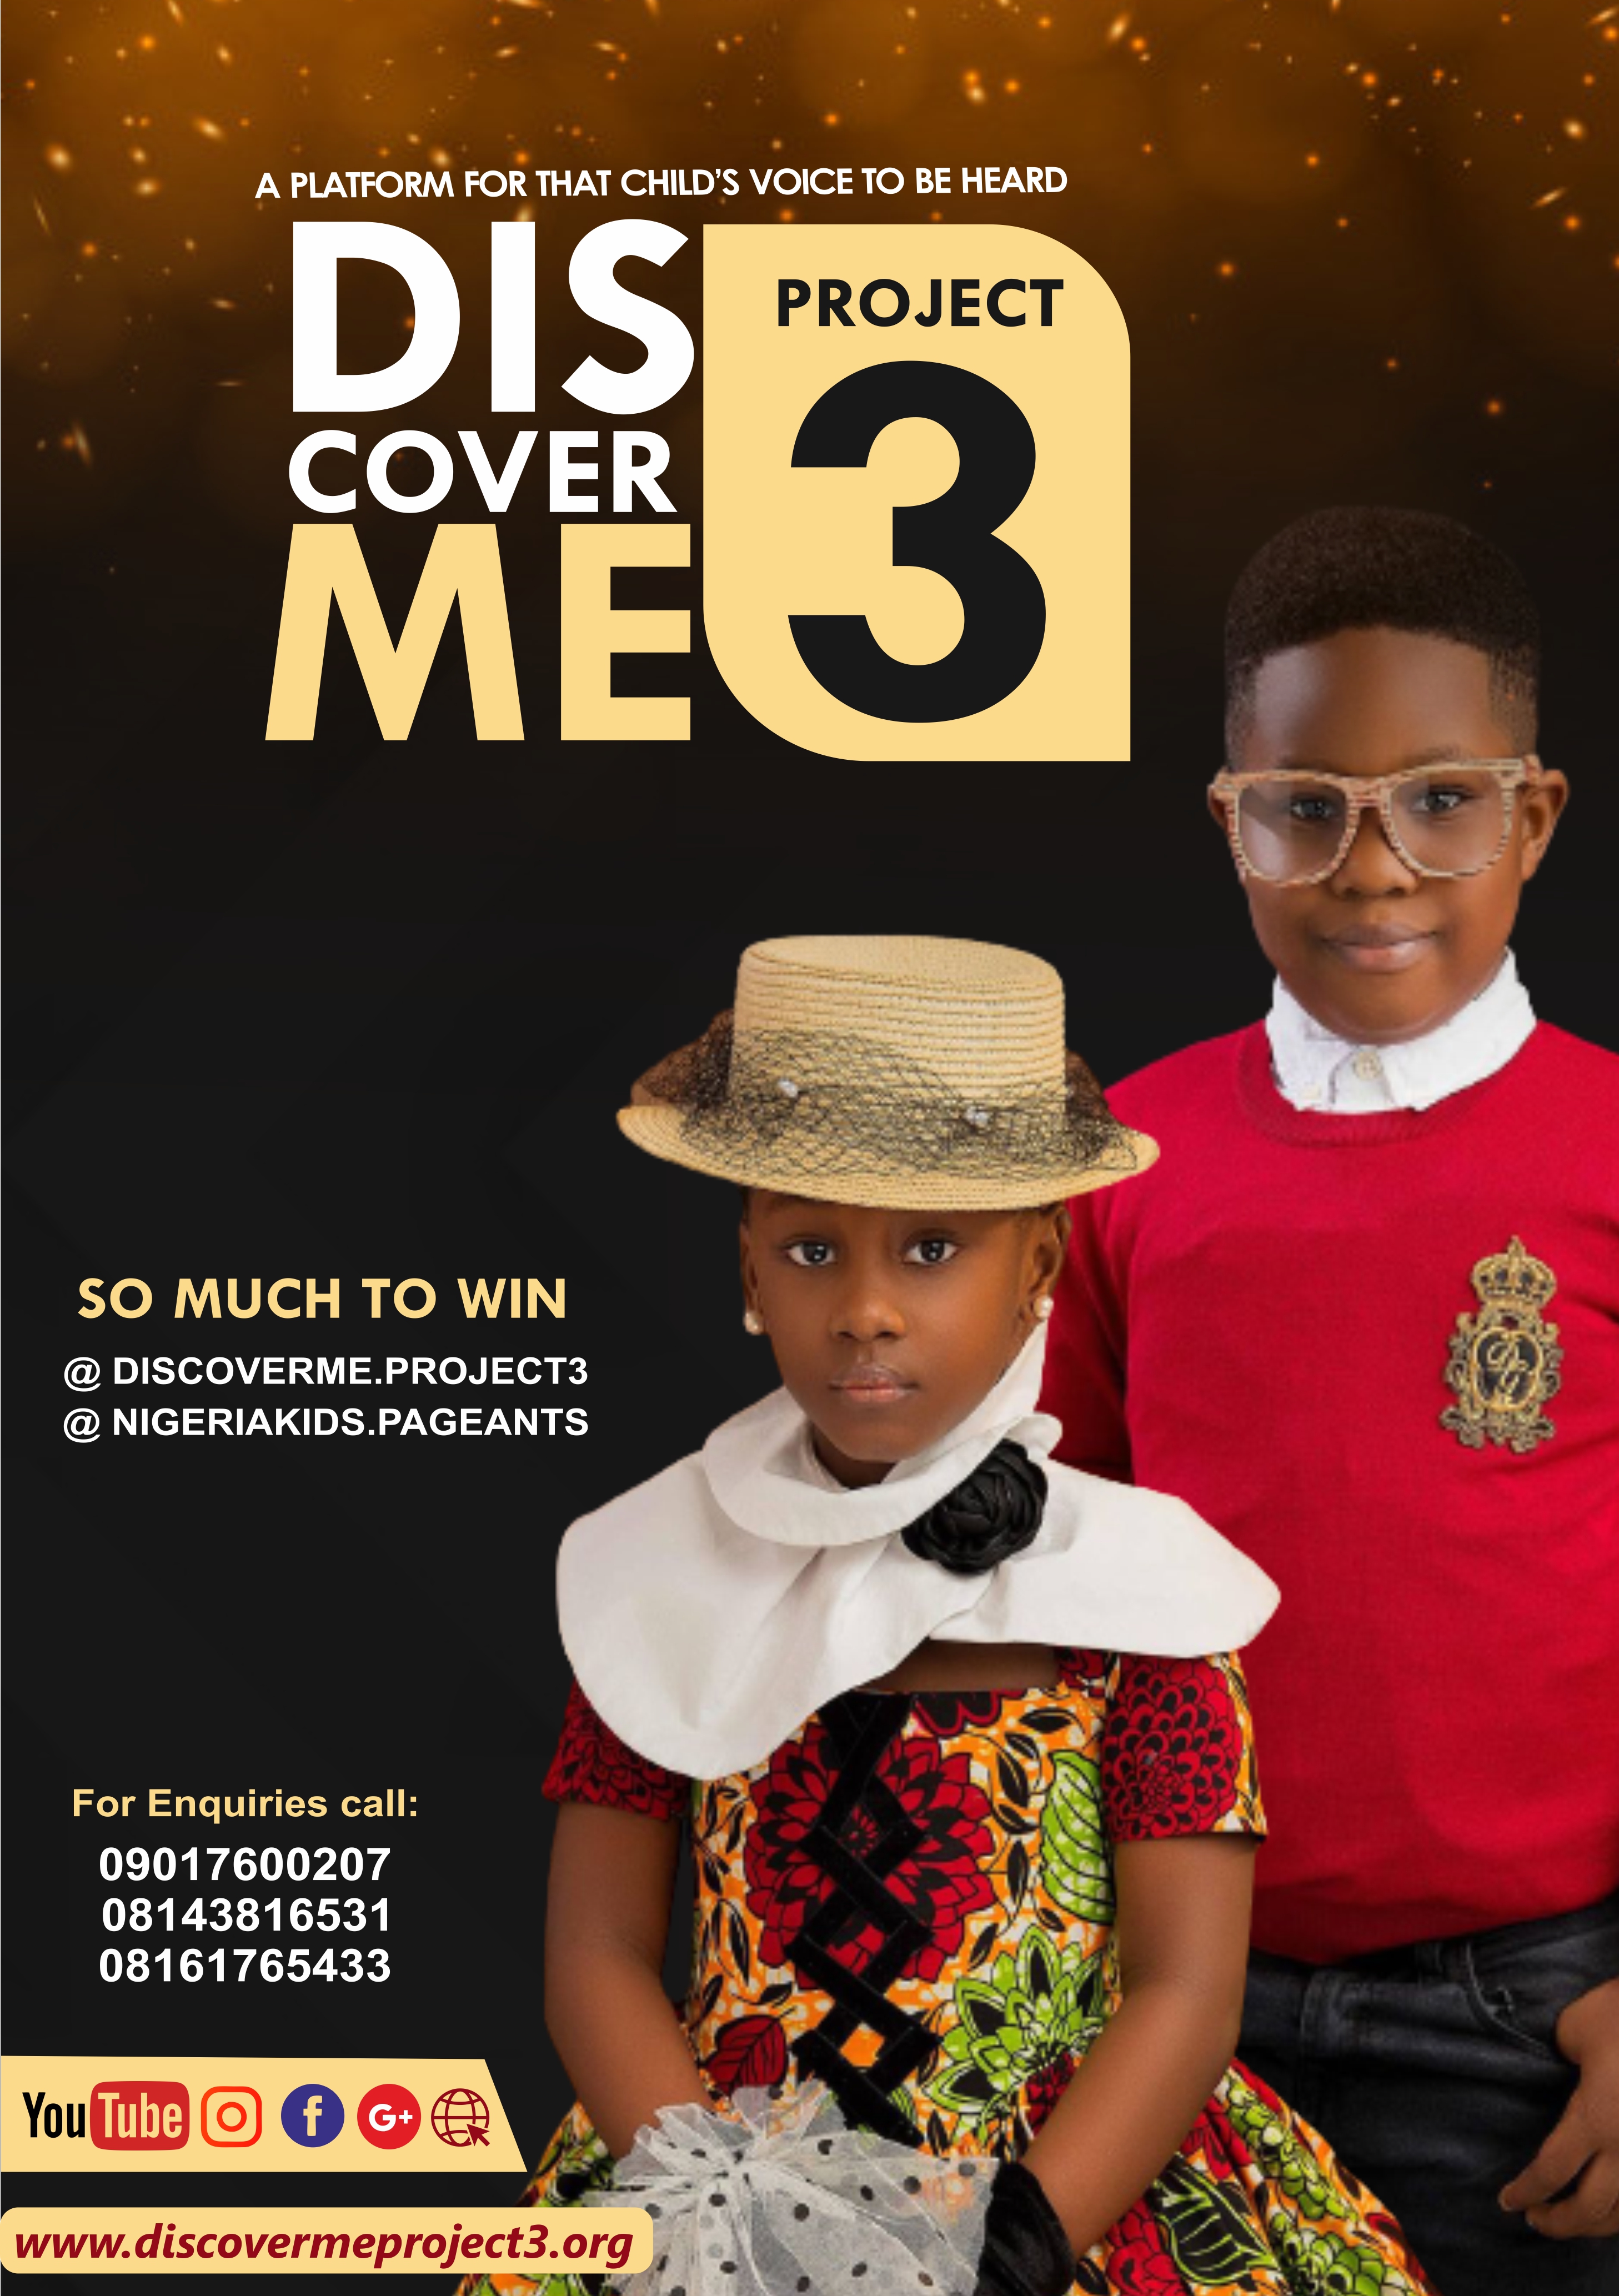 A PLATFORM FOR THAT CHILD'S VOICE TO BE HEARD
DIS
COVER
ME
PROJECT
3
SO MUCH TO WIN
@ DISCOVERME.PROJECT3
@ NIGERIAKIDS.PAGEANTS
For Enquiries call:
09017600207
08143816531
08161765433
YouTube f G+
www.discovermeproject3.org